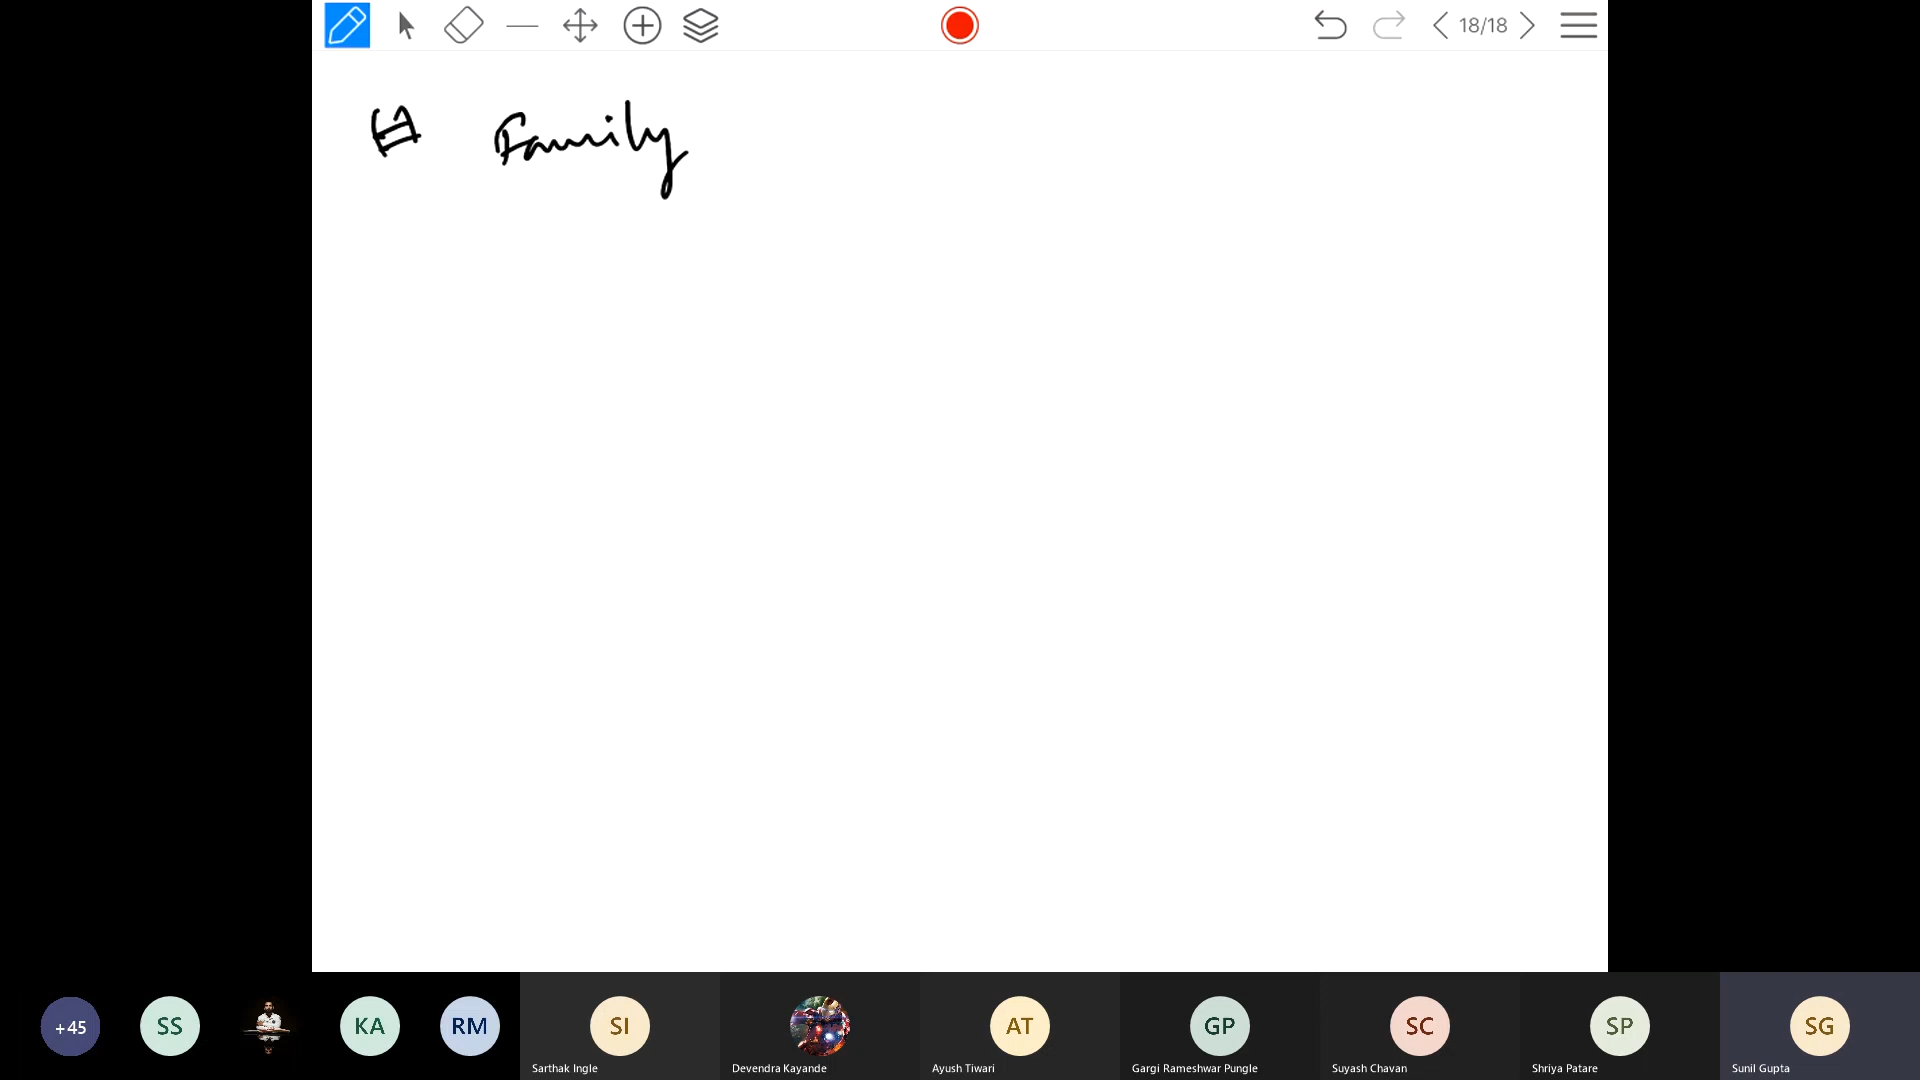 18/18
Family
+45
SS
KA
RM
SI
AT
GP
SC
SP
SG
Sarthak Ingle
Devendra Kayande
Ayush Tiwari
Gargi Rameshwar Pungle
Suyash Chavan
Shriya Patare
Sunil Gupta